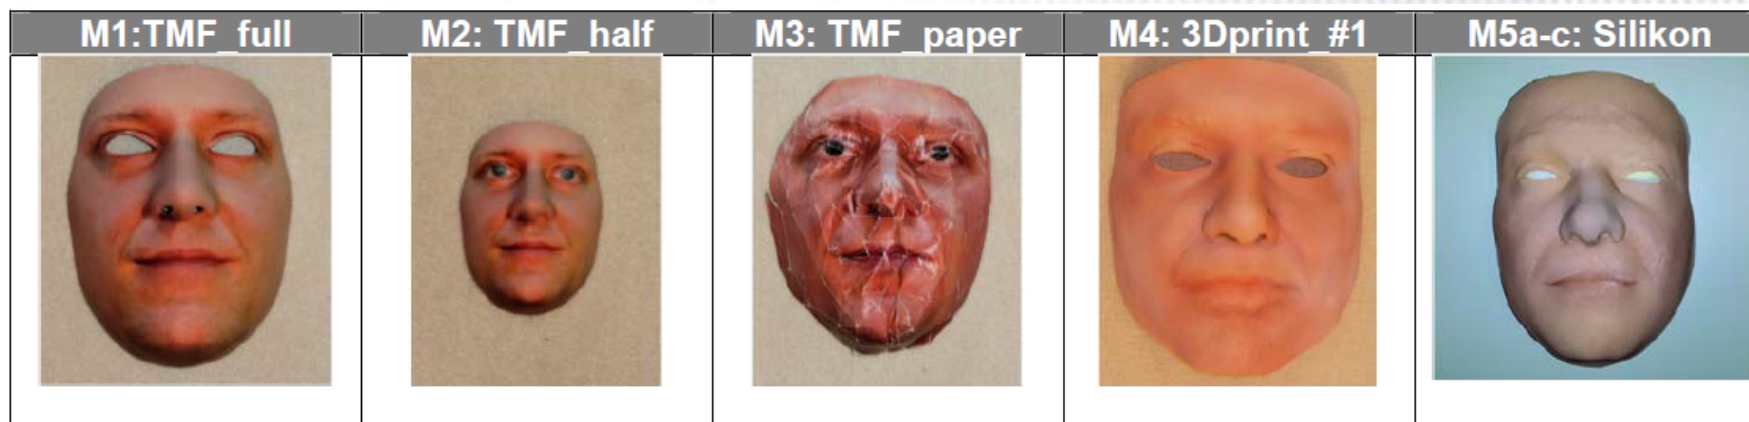 M1:TMF_full
M2: TMF_half
M3: TMF_paper
M4: 3Dprint_#1
M5a-c: Silikon